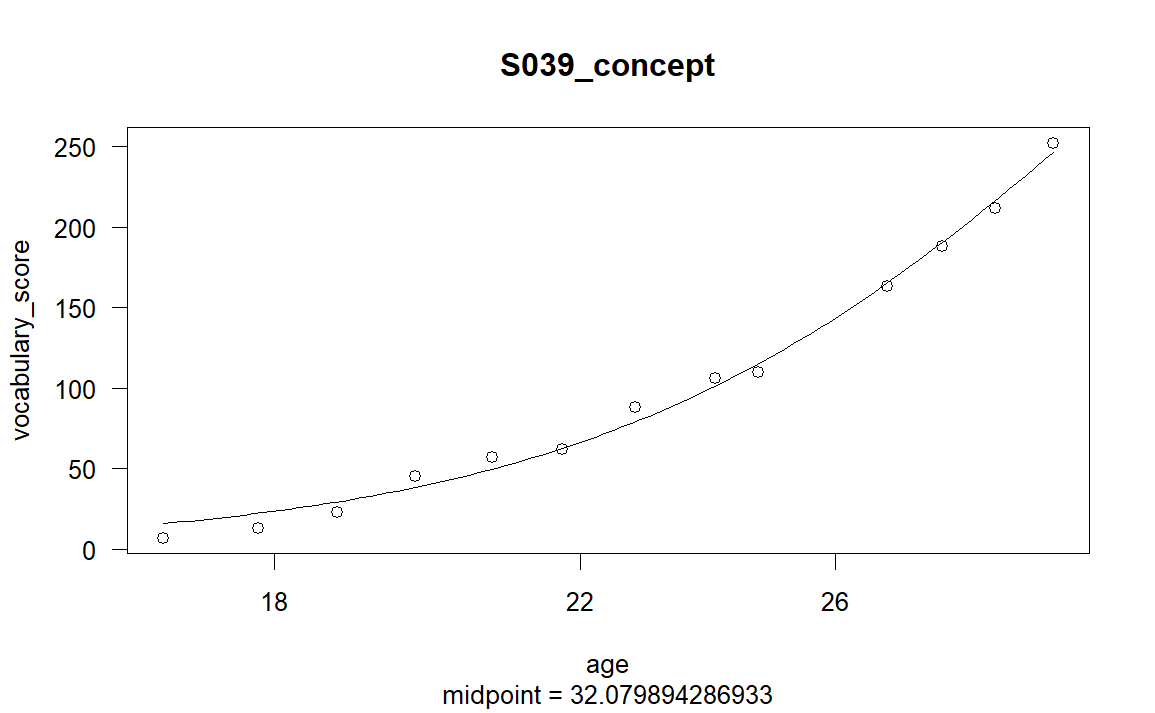 S039_concept
250
200
150
100
50
0
vocabulary_score
18 22 26
age
midpoint = 32.079894286933